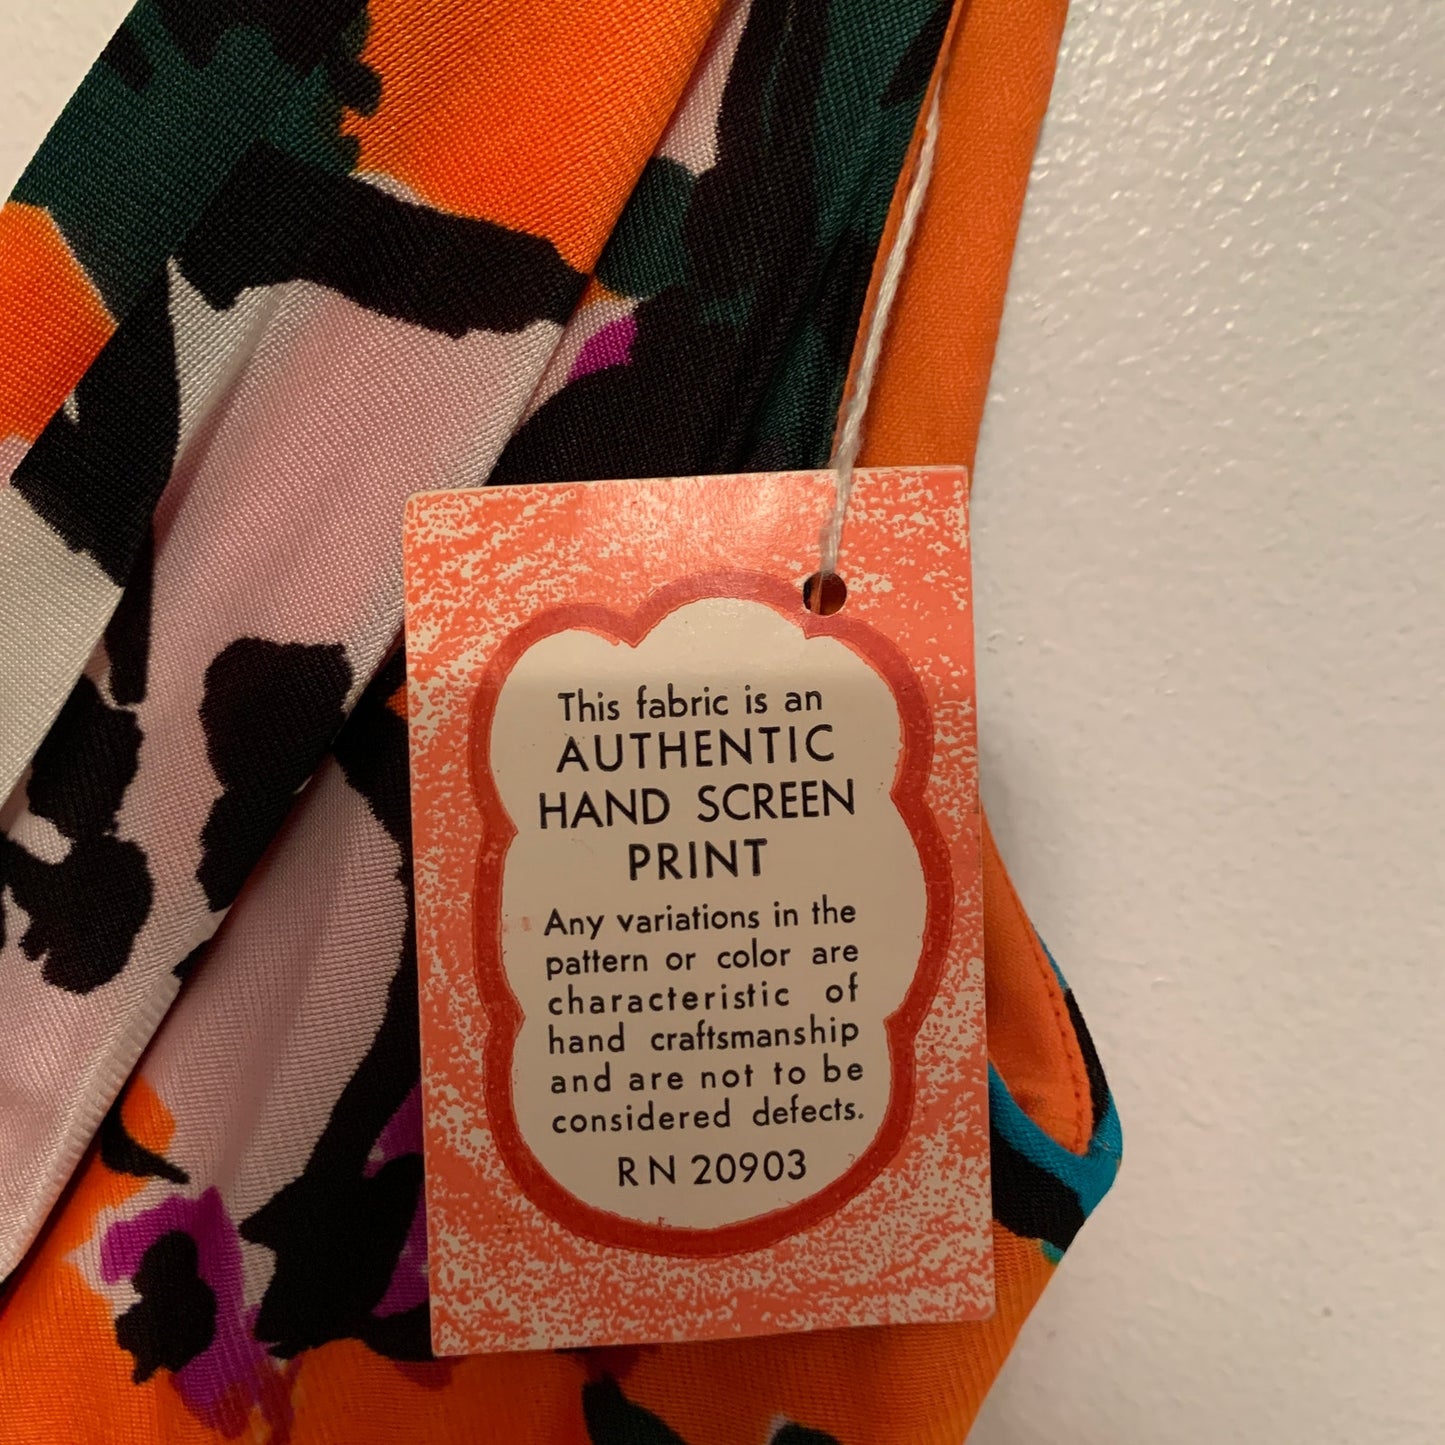 This fabric is an
AUTHENTIC
HAND SCREEN
PRINT
Any variations in the
pattern or color are
characteristic of
hand craftsmanship
and are not to be
considered defects.
RN 20903